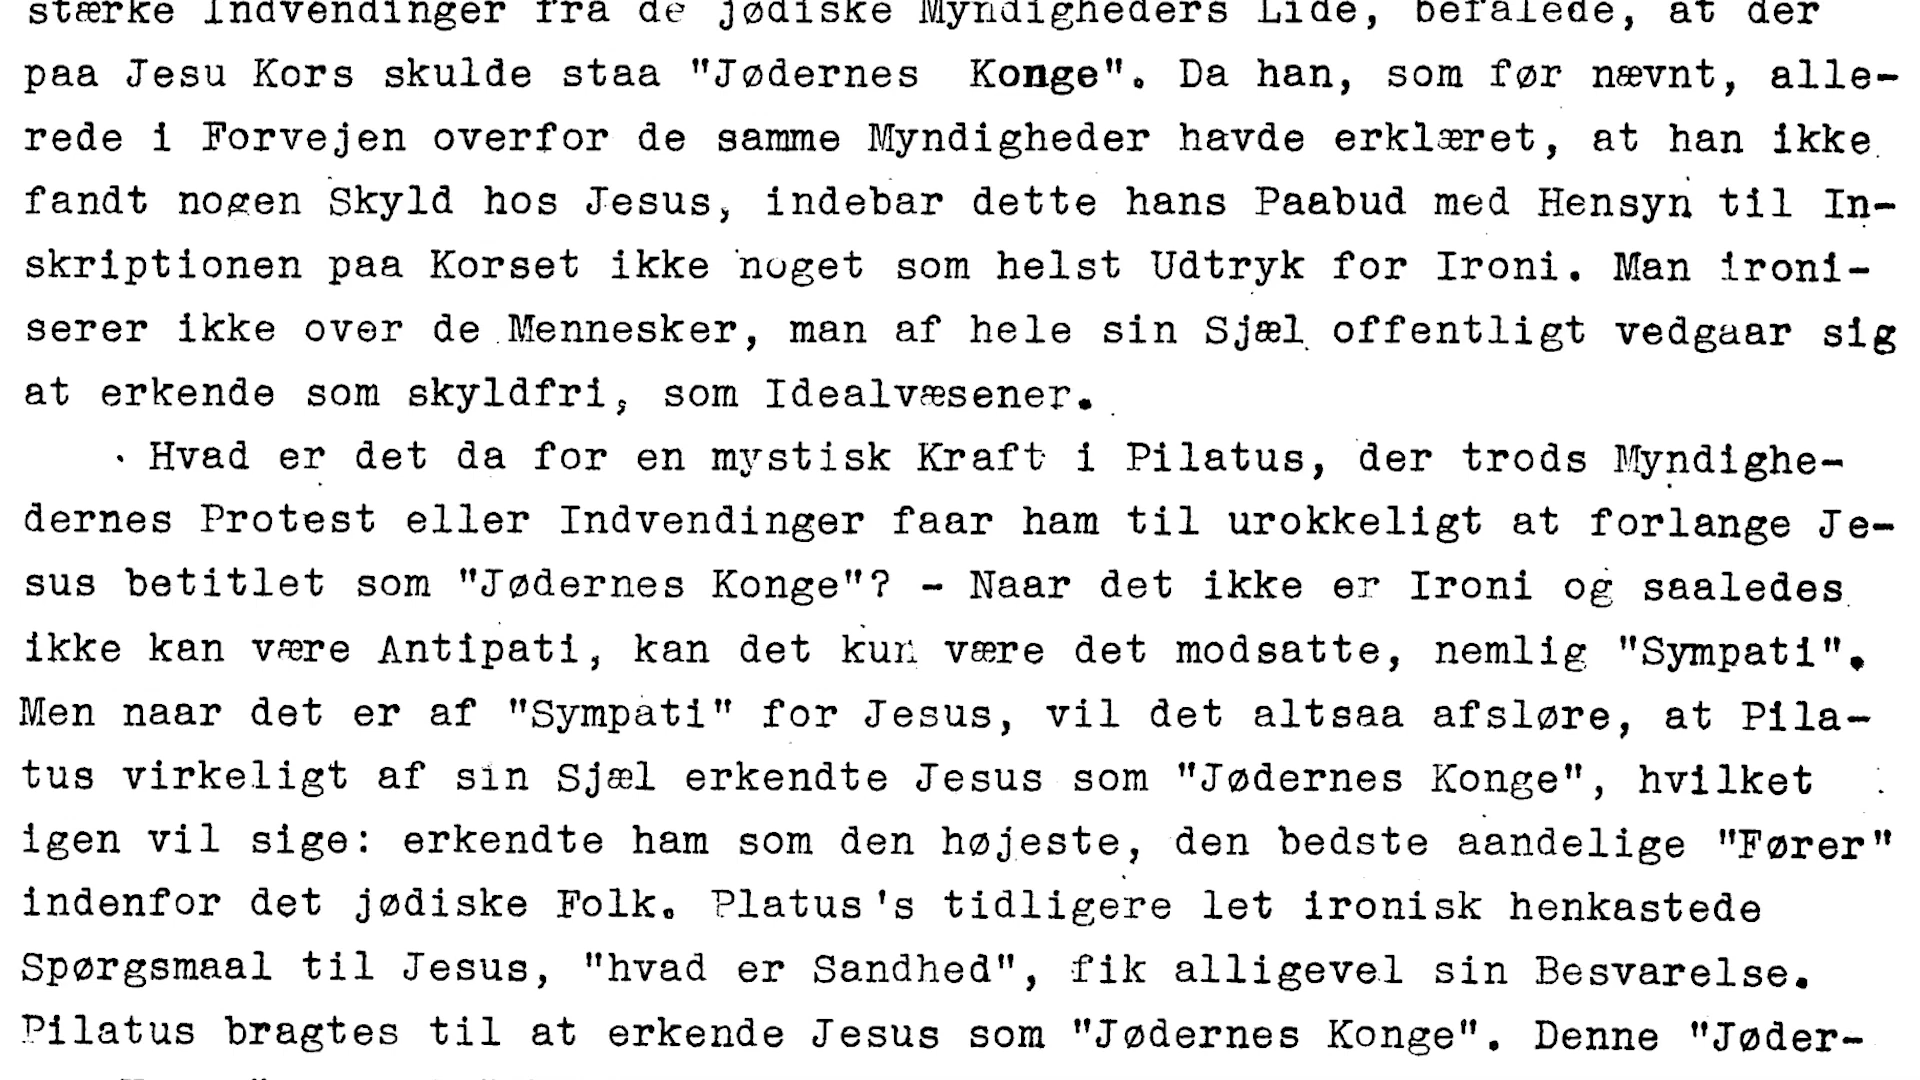 stærke Indvendinger fra de jødiske Myndigheders Side, befalede, at der
paa Jesu Kors skulde staa "Jødernes Konge". Da han, som før nævnt, alle-
rede i Forvejen overfor de samme Myndigheder havde erklæret, at han ikke
fandt nogen Skyld hos Jesus, indebar dette hans Paabud med Hensyn til In-
skriptionen paa Korset ikke noget som helst Udtryk for Ironi. Man ironi-
serer ikke over de Mennesker, man af hele sin Sjæl offentligt vedgaar sig
at erkende som skyldfri, som Idealvæsener.
Hvad er det da for en mystisk Kraft i Pilatus, der trods Myndighe-
dernes Protest eller Indvendinger faar ham til urokkeligt at forlange Je-
sus betitlet som "Jødernes Konge"? - Naar det ikke er Ironi og saaledes
ikke kan være Antipati, kan det kun være det modsatte, nemlig "Sympati".
Men naar det er af "Sympati" for Jesus, vil det altsaa afsløre, at Pila-
tus virkeligt af sin Sjæl erkendte Jesus som "Jødernes Konge", hvilket
igen vil sige: erkendte ham som den højeste, den bedste aandelige "Fører"
indenfor det jødiske Folk. Platus's tidligere let ironisk henkastede
Spørgsmaal til Jesus, "hvad er Sandhed", fik alligevel sin Besvarelse.
Pilatus bragtes til at erkende Jesus som "Jødernes Konge". Denne "Jøder-